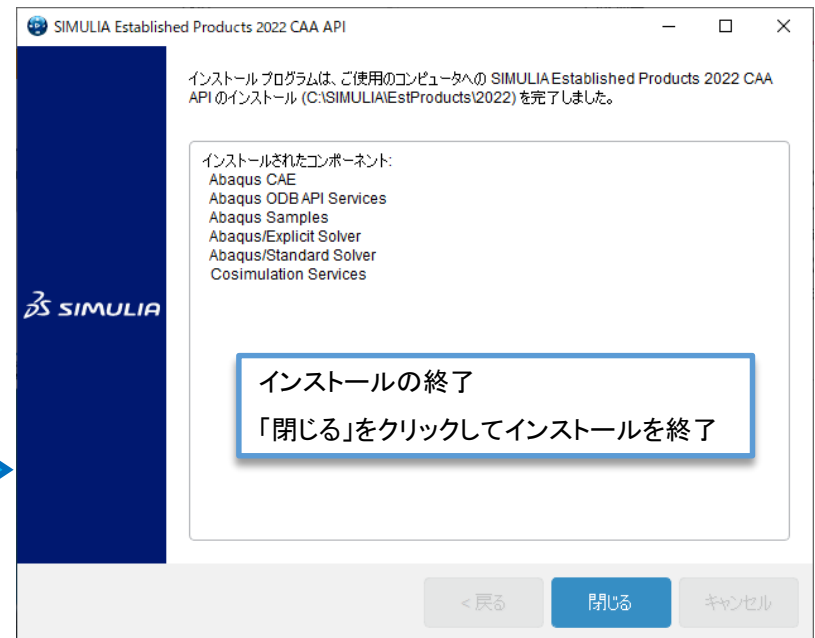 SIMULIA Established Products 2022 CAA API
インストール プログラムは、ご使用のコンピュータへの SIMULIA Established Products 2022 CAA
API のインストール (C:\SIMULIA\EstProducts\2022) を完了しました。
インストールされたコンポーネント:
Abaqus CAE
Abaqus ODB API Services
Abaqus Samples
Abaqus/Explicit Solver
Abaqus/Standard Solver
Cosimulation Services
3DS SIMULIA
インストールの終了
「閉じる」をクリックしてインストールを終了
< 戻る
閉じる
キャンセル